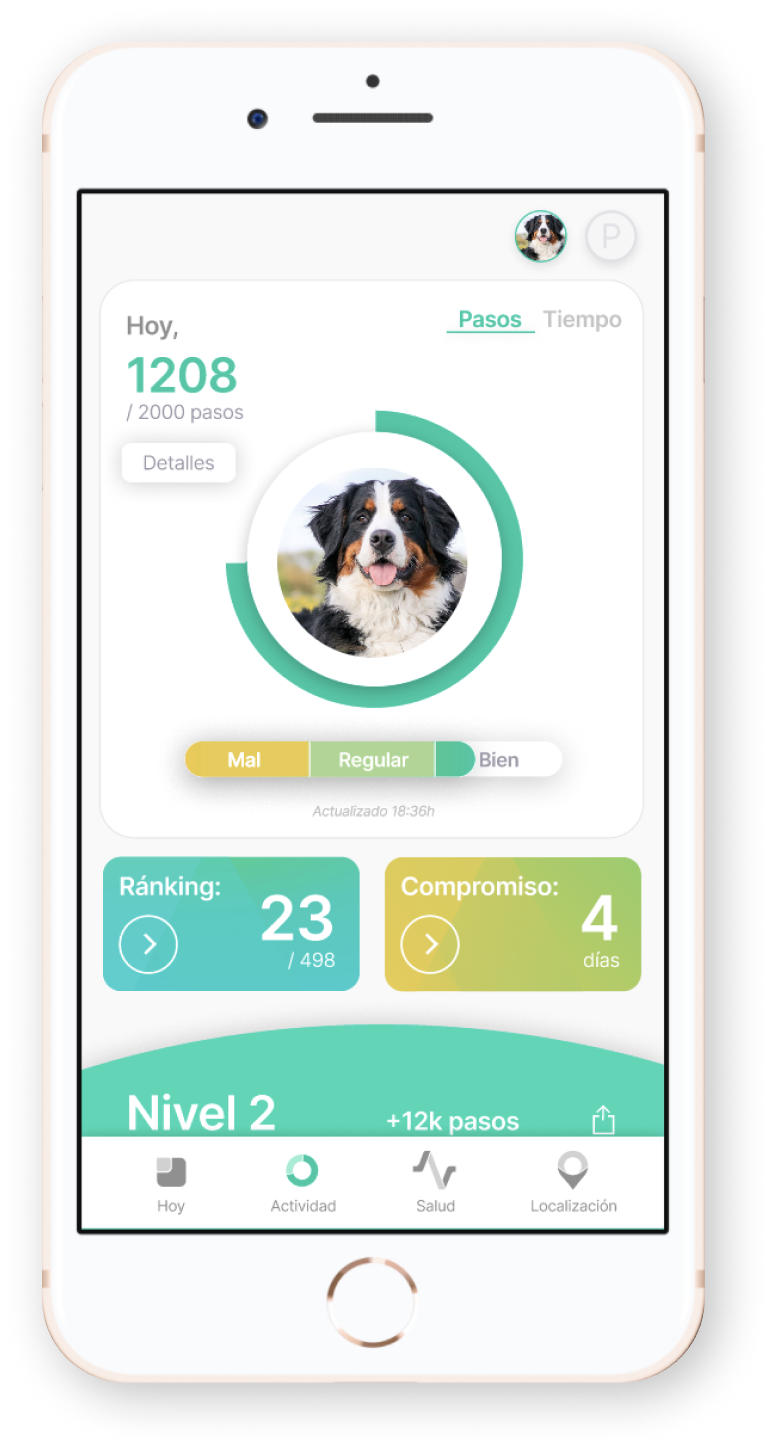 P
Hoy,
Pasos Tiempo
1208
/ 2000 pasos
Detalles
Mal Regular Bien
Actualizado 18:36h
Ránking:
23
/ 498
Compromiso:
4
días
Nivel 2
+12k pasos
Hoy Actividad Salud Localización